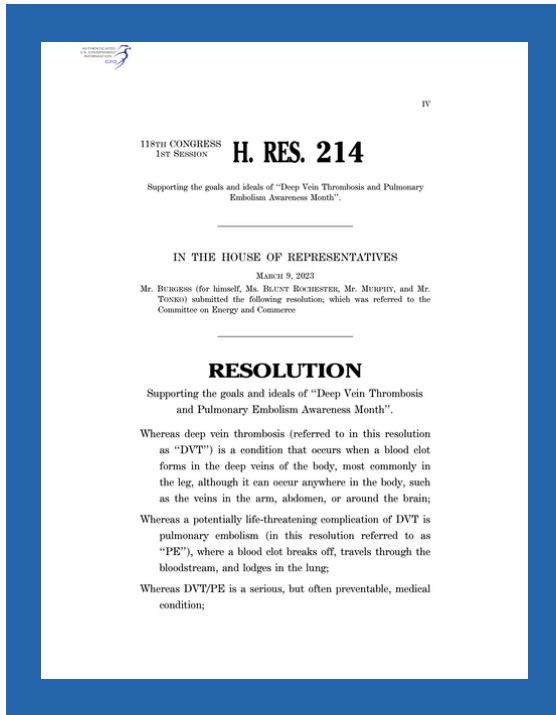 AUTHENTICATED
U.S. GOVERNMENT
INFORMATION
GPO
IV
118TH CONGRESS
1ST SESSION
H. RES. 214
Supporting the goals and ideals of “Deep Vein Thrombosis and Pulmonary
Embolism Awareness Month”.
IN THE HOUSE OF REPRESENTATIVES
MARCH 9, 2023
Mr. BURGESS (for himself, Ms. BLUNT ROCHESTER, Mr. MURPHY, and Mr.
TONKO) submitted the following resolution; which was referred to the
Committee on Energy and Commerce
RESOLUTION
Supporting the goals and ideals of “Deep Vein Thrombosis
and Pulmonary Embolism Awareness Month”.
Whereas deep vein thrombosis (referred to in this resolution
as “DVT”) is a condition that occurs when a blood clot
forms in the deep veins of the body, most commonly in
the leg, although it can occur anywhere in the body, such
as the veins in the arm, abdomen, or around the brain;
Whereas a potentially life-threatening complication of DVT is
pulmonary embolism (in this resolution referred to as
“PE”), where a blood clot breaks off, travels through the
bloodstream, and lodges in the lung;
Whereas DVT/PE is a serious, but often preventable, medical
condition;